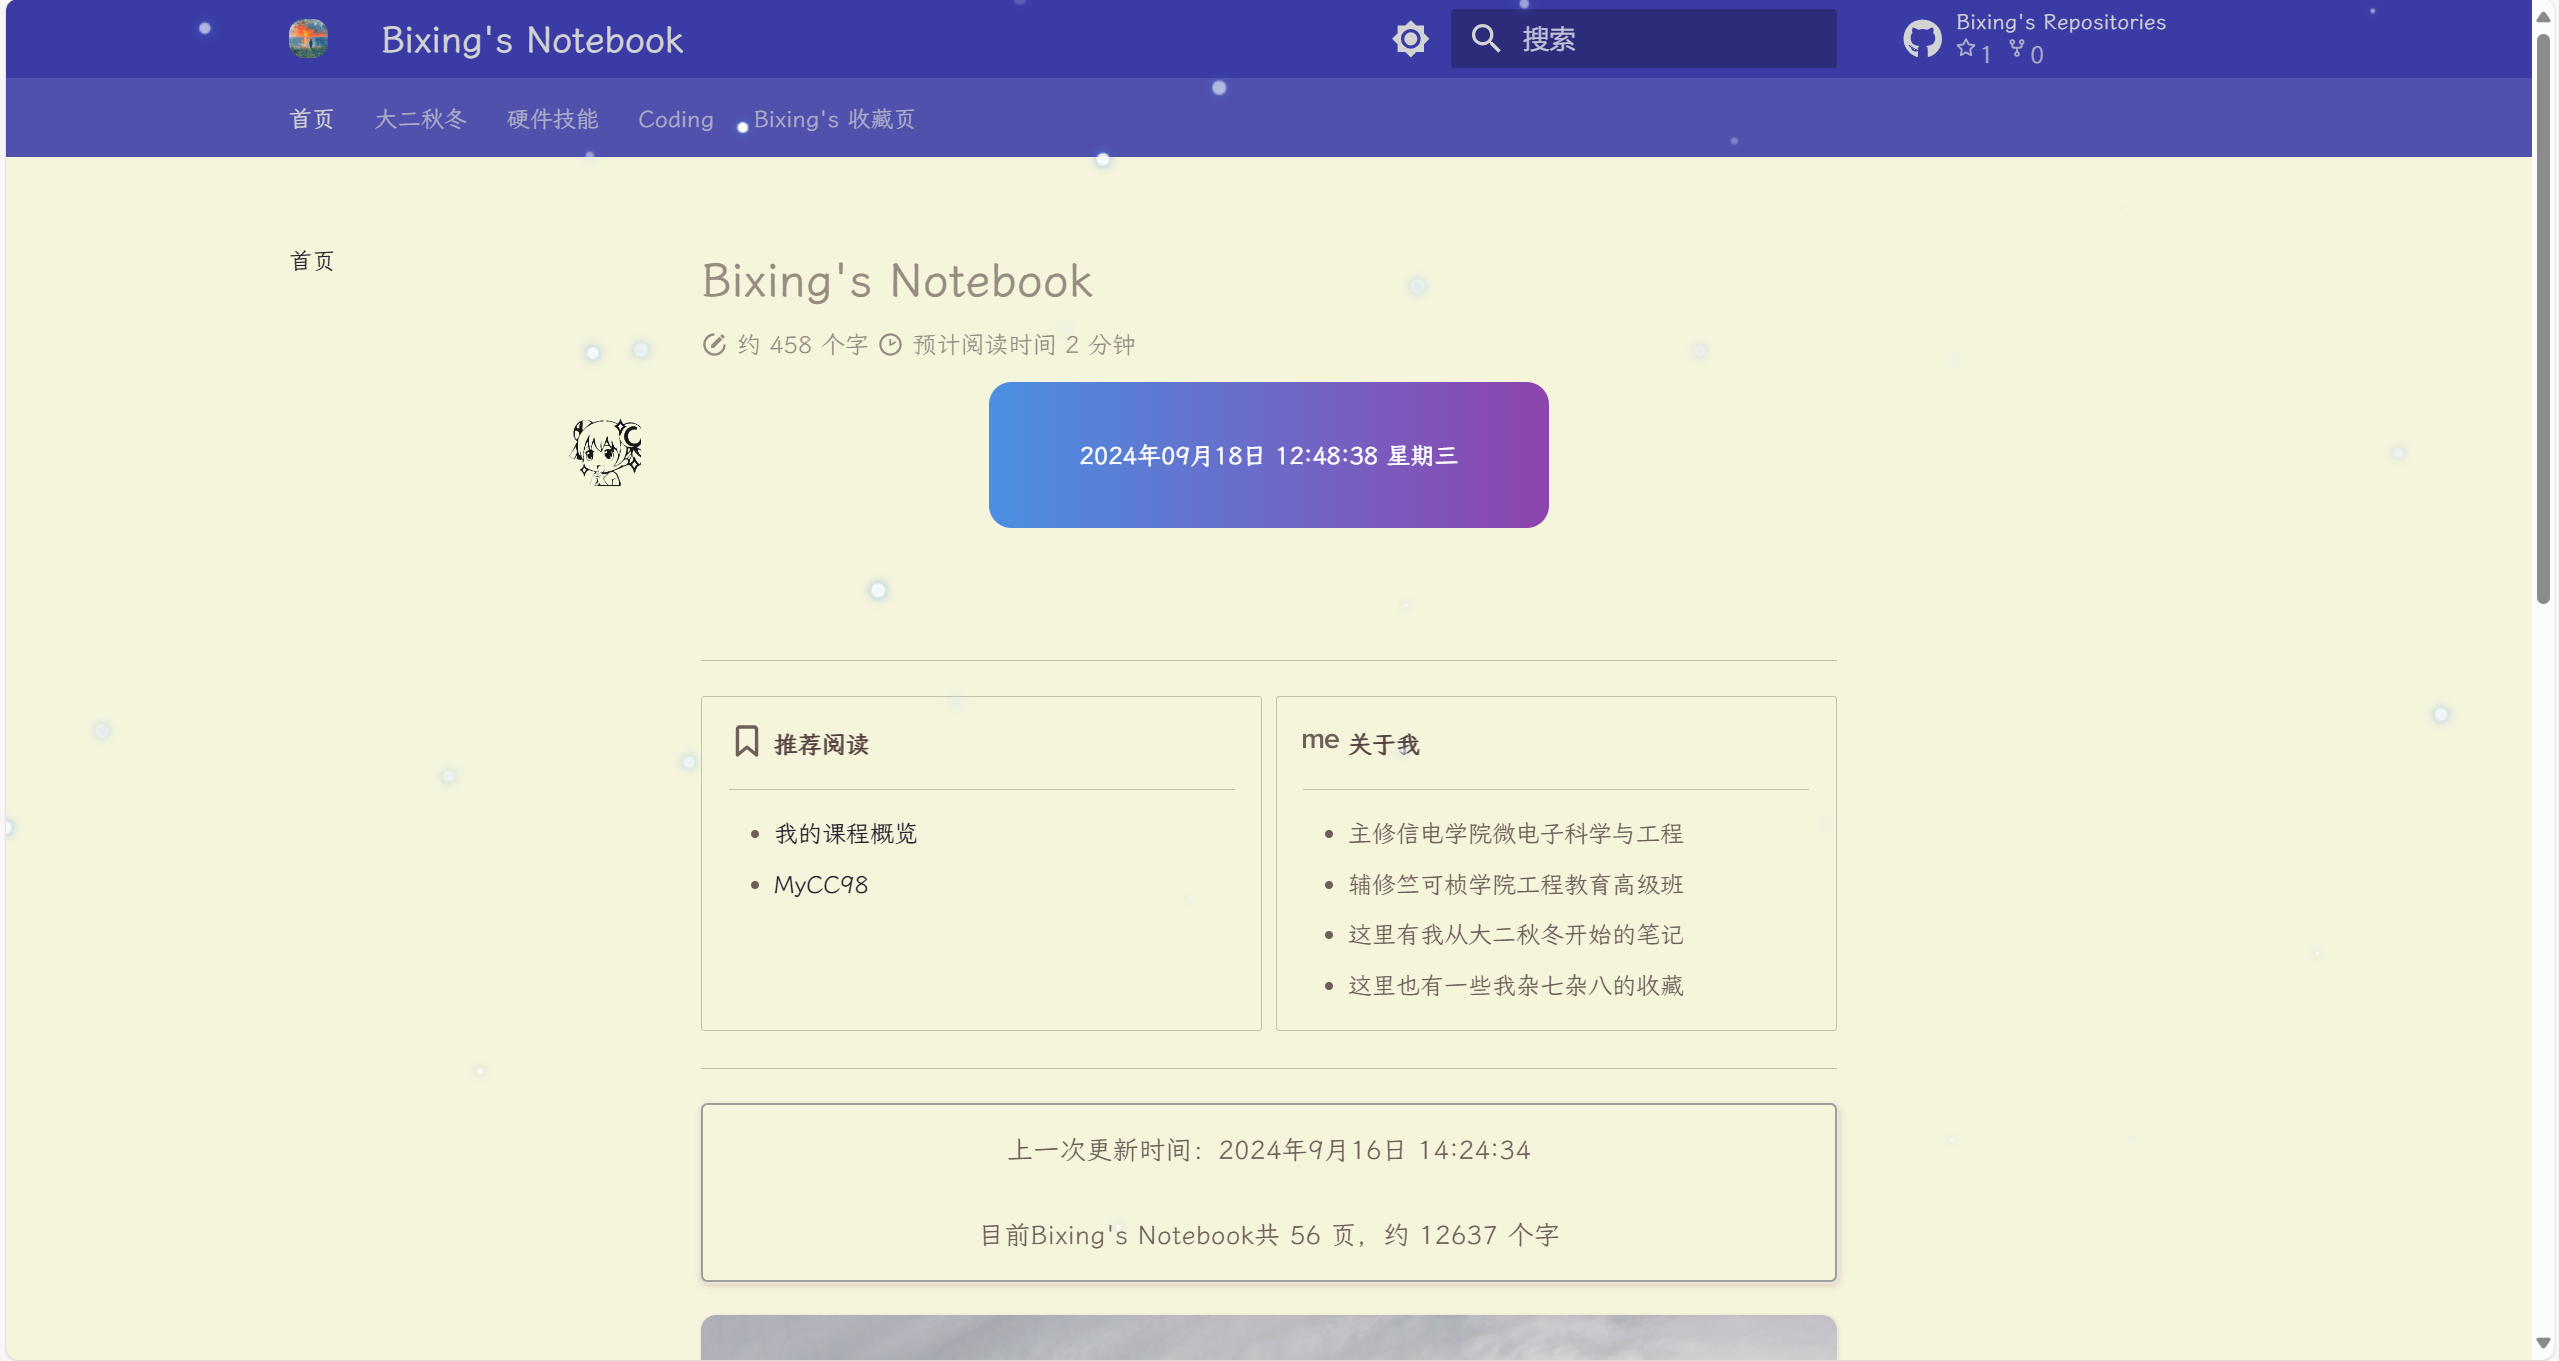 Bixing's Notebook
搜索
Bixing's Repositories
1 0
首页 大二秋冬 硬件技能 Coding Bixing's 收藏页
首页
Bixing's Notebook
约 458 个字 预计阅读时间 2 分钟
2024年09月18日 12:48:38 星期三
推荐阅读
我的课程概览
MyCC98
me 关于我
主修信电学院微电子科学与工程
辅修竺可桢学院工程教育高级班
这里有我从大二秋冬开始的笔记
这里也有一些我杂七杂八的收藏
上一次更新时间：2024年9月16日 14:24:34
目前Bixing's Notebook共 56 页，约 12637 个字